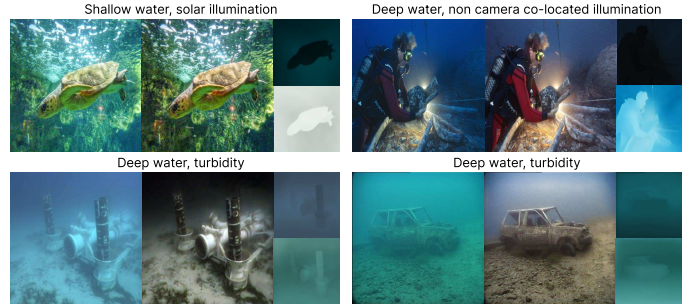 Shallow water, solar illumination
Deep water, non camera co-located illumination
Deep water, turbidity
Deep water, turbidity